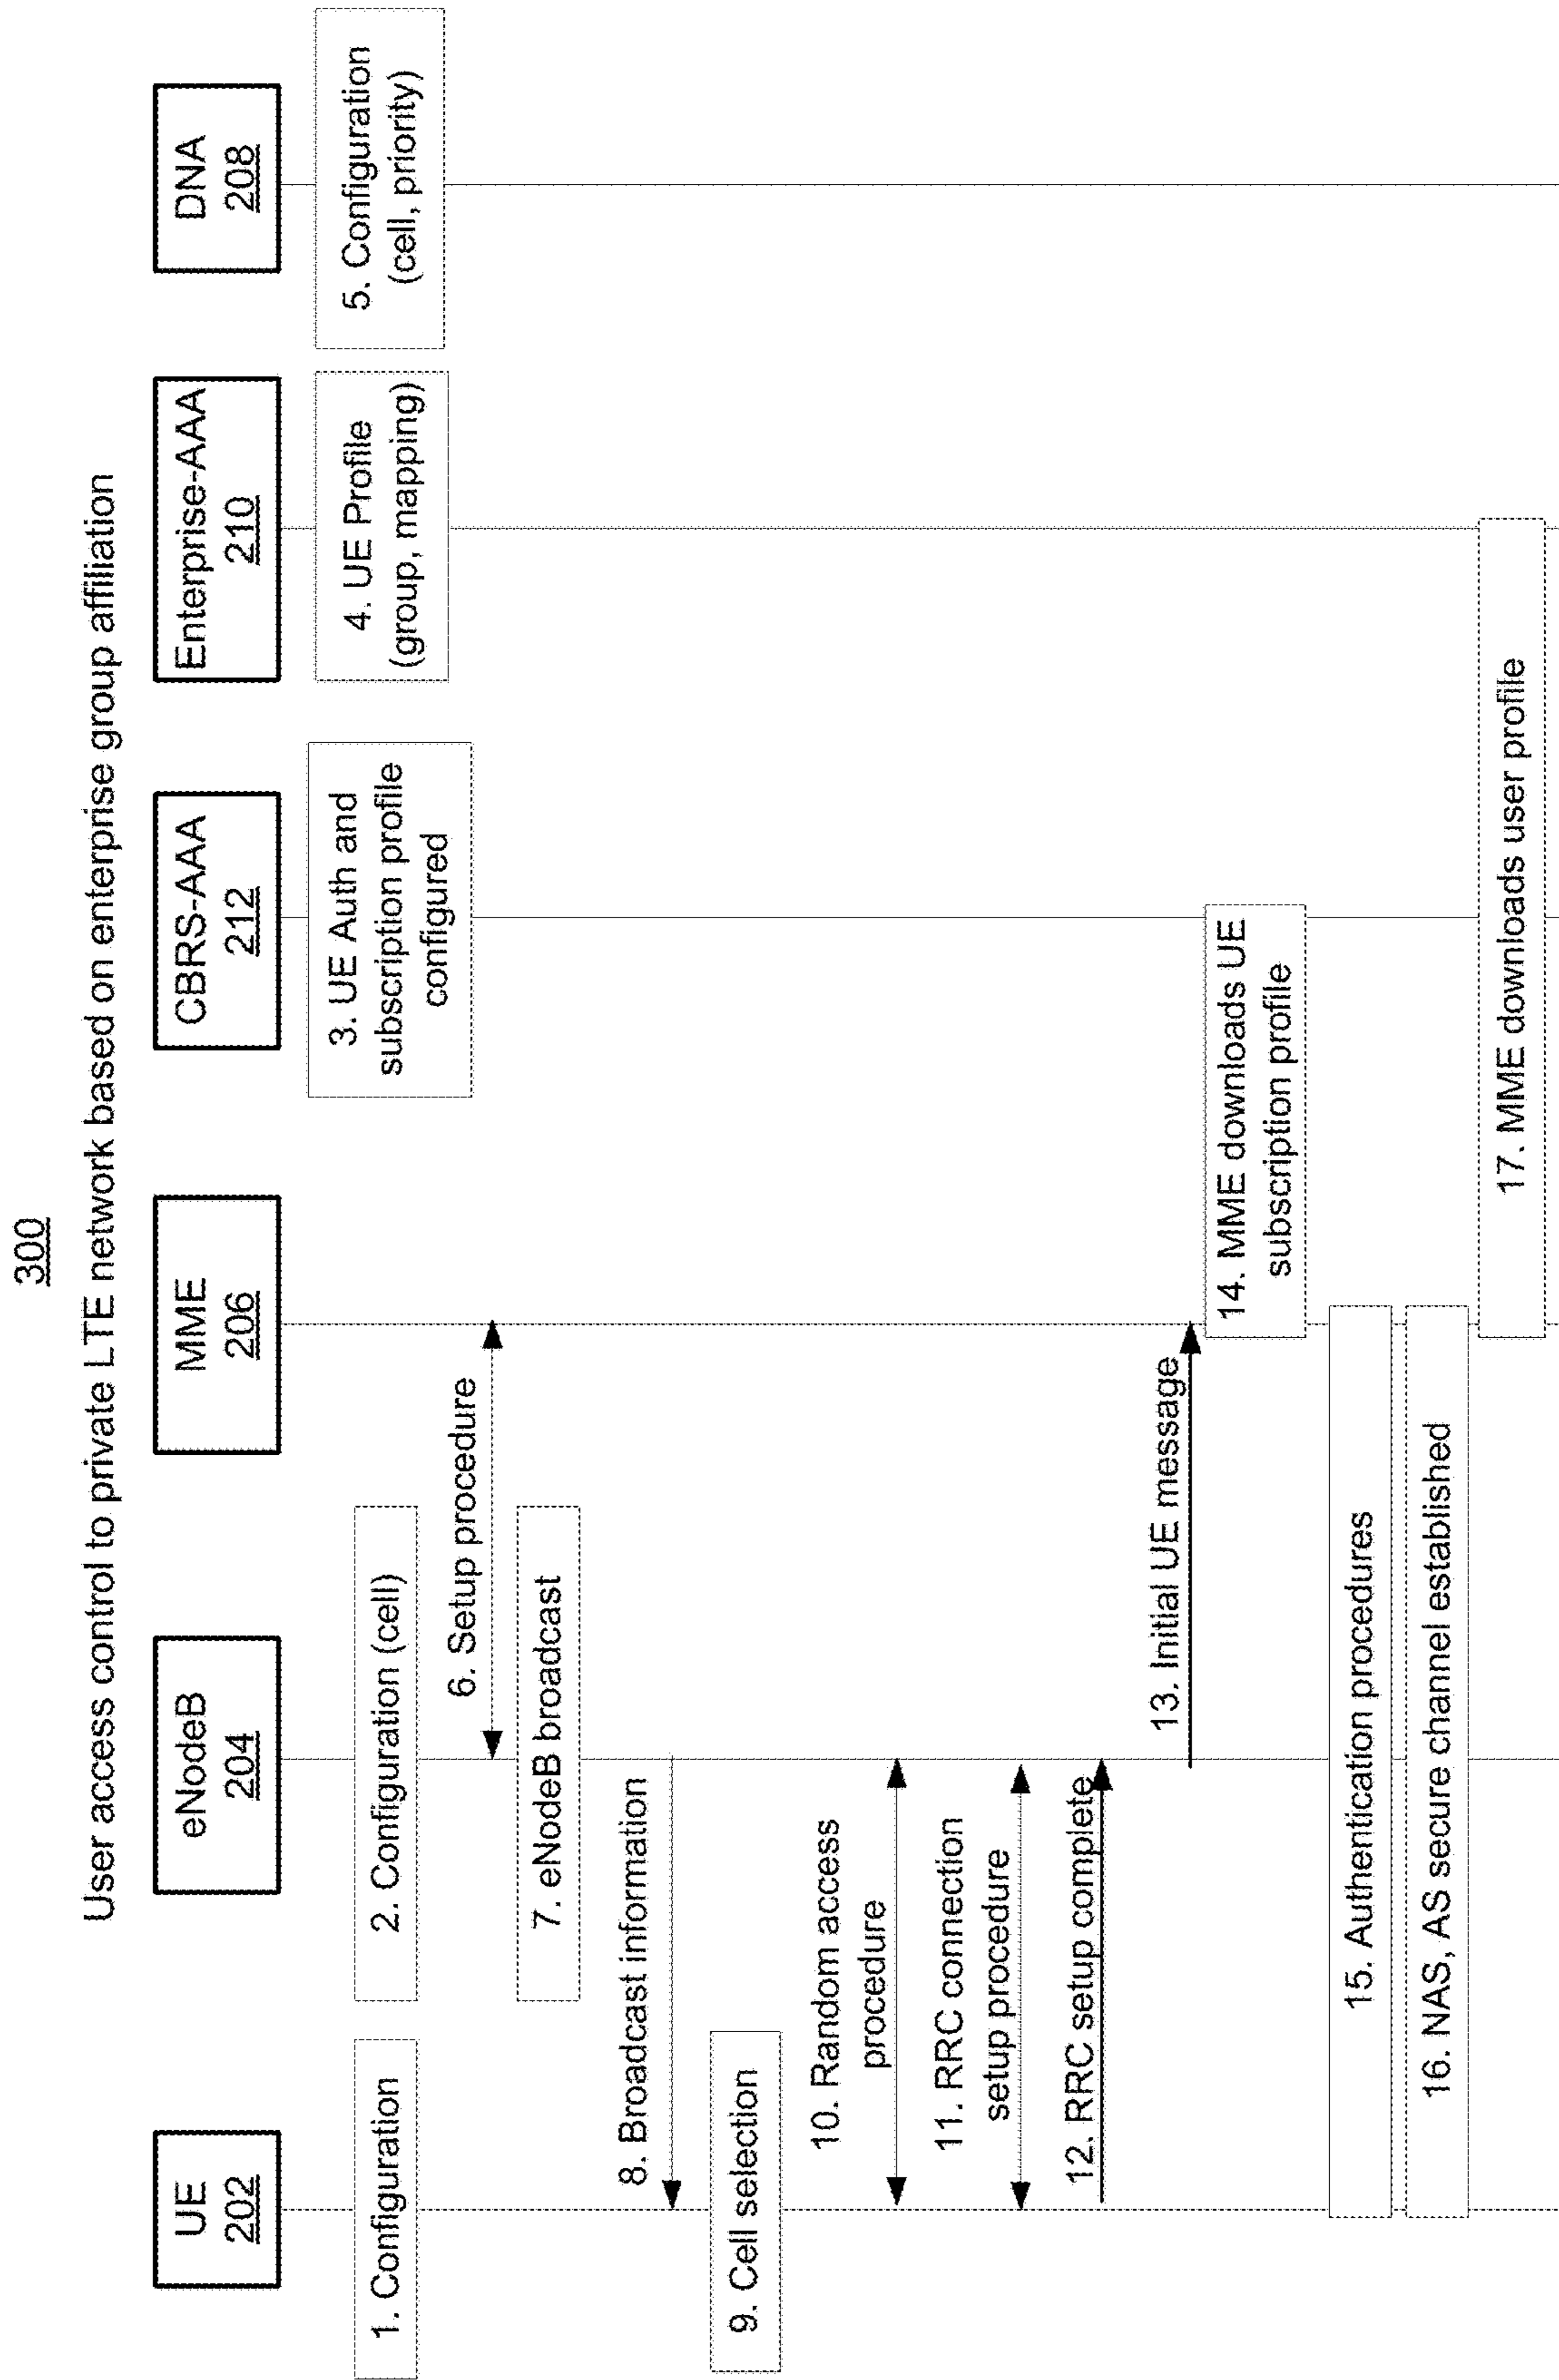 300
User access control to private LTE network based on enterprise group affiliation
UE
202
eNodeB
204
MME
206
CBRS-AAA
212
Enterprise-AAA
210
DNA
208
1. Configuration
2. Configuration (cell)
3. UE Auth and
subscription profile
configured
4. UE Profile
(group, mapping)
5. Configuration
(cell, priority)
6. Setup procedure
7. eNodeB broadcast
8. Broadcast information
9. Cell selection
10. Random access
procedure
11. RRC connection
setup procedure
12. RRC setup complete
13. Initial UE message
14. MME downloads UE
subscription profile
15. Authentication procedures
16. NAS, AS secure channel established
17. MME downloads user profile